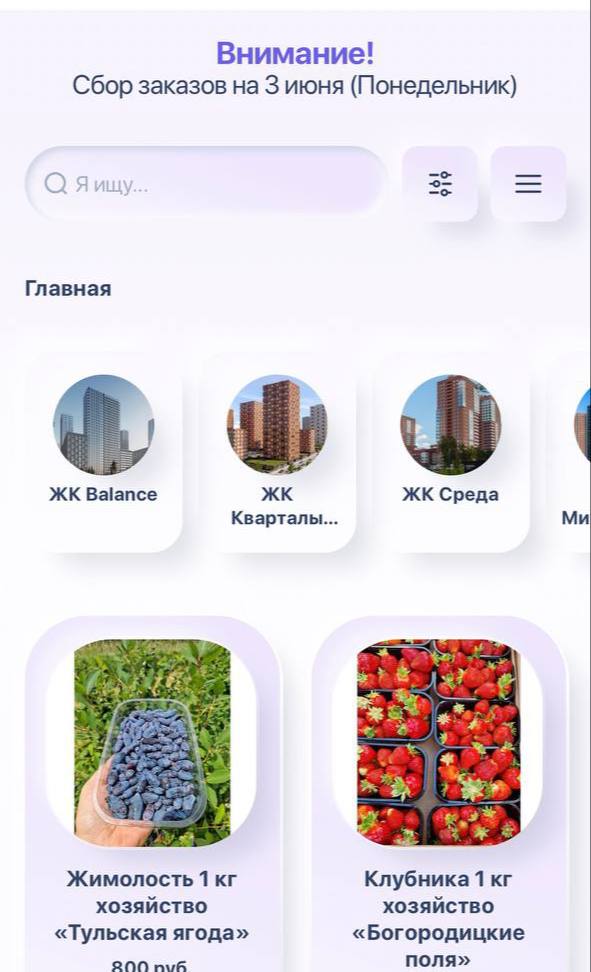 Внимание!
Сбор заказов на 3 июня (Понедельник)
Я ищу...
Главная
ЖК Balance
ЖК
Кварталы...
ЖК Среда
Ми
Жимолость 1 кг
хозяйство
«Тульская ягода»
800 руб
Клубника 1 кг
хозяйство
«Богородицкие
поля»